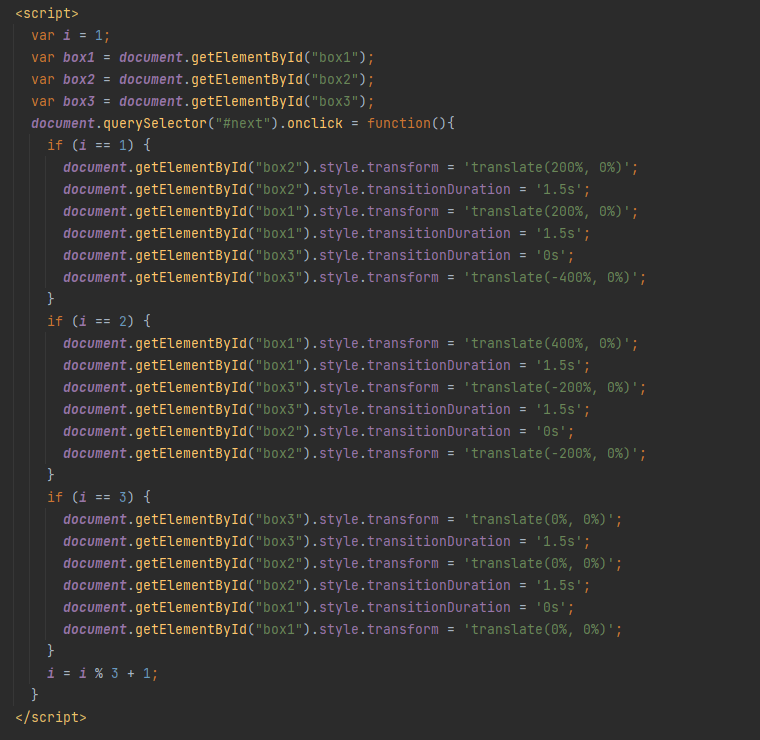 <script>
var i = 1;
var box1 = document.getElementById("box1");
var box2 = document.getElementById("box2");
var box3 = document.getElementById("box3");
document.querySelector("#next").onclick = function(){
if (i == 1) {
document.getElementById("box2").style.transform = 'translate(200%, 0%)';
document.getElementById("box2").style.transitionDuration = '1.5s';
document.getElementById("box1").style.transform = 'translate(200%, 0%)';
document.getElementById("box1").style.transitionDuration = '1.5s';
document.getElementById("box3").style.transitionDuration = '0s';
document.getElementById("box3").style.transform = 'translate(-400%, 0%)';
}
if (i == 2) {
document.getElementById("box1").style.transform = 'translate(400%, 0%)';
document.getElementById("box1").style.transitionDuration = '1.5s';
document.getElementById("box3").style.transform = 'translate(-200%, 0%)';
document.getElementById("box3").style.transitionDuration = '1.5s';
document.getElementById("box2").style.transitionDuration = '0s';
document.getElementById("box2").style.transform = 'translate(-200%, 0%)';
}
if (i == 3) {
document.getElementById("box3").style.transform = 'translate(0%, 0%)';
document.getElementById("box3").style.transitionDuration = '1.5s';
document.getElementById("box2").style.transform = 'translate(0%, 0%)';
document.getElementById("box2").style.transitionDuration = '1.5s';
document.getElementById("box1").style.transitionDuration = '0s';
document.getElementById("box1").style.transform = 'translate(0%, 0%)';
}
i = i % 3 + 1;
}
</script>